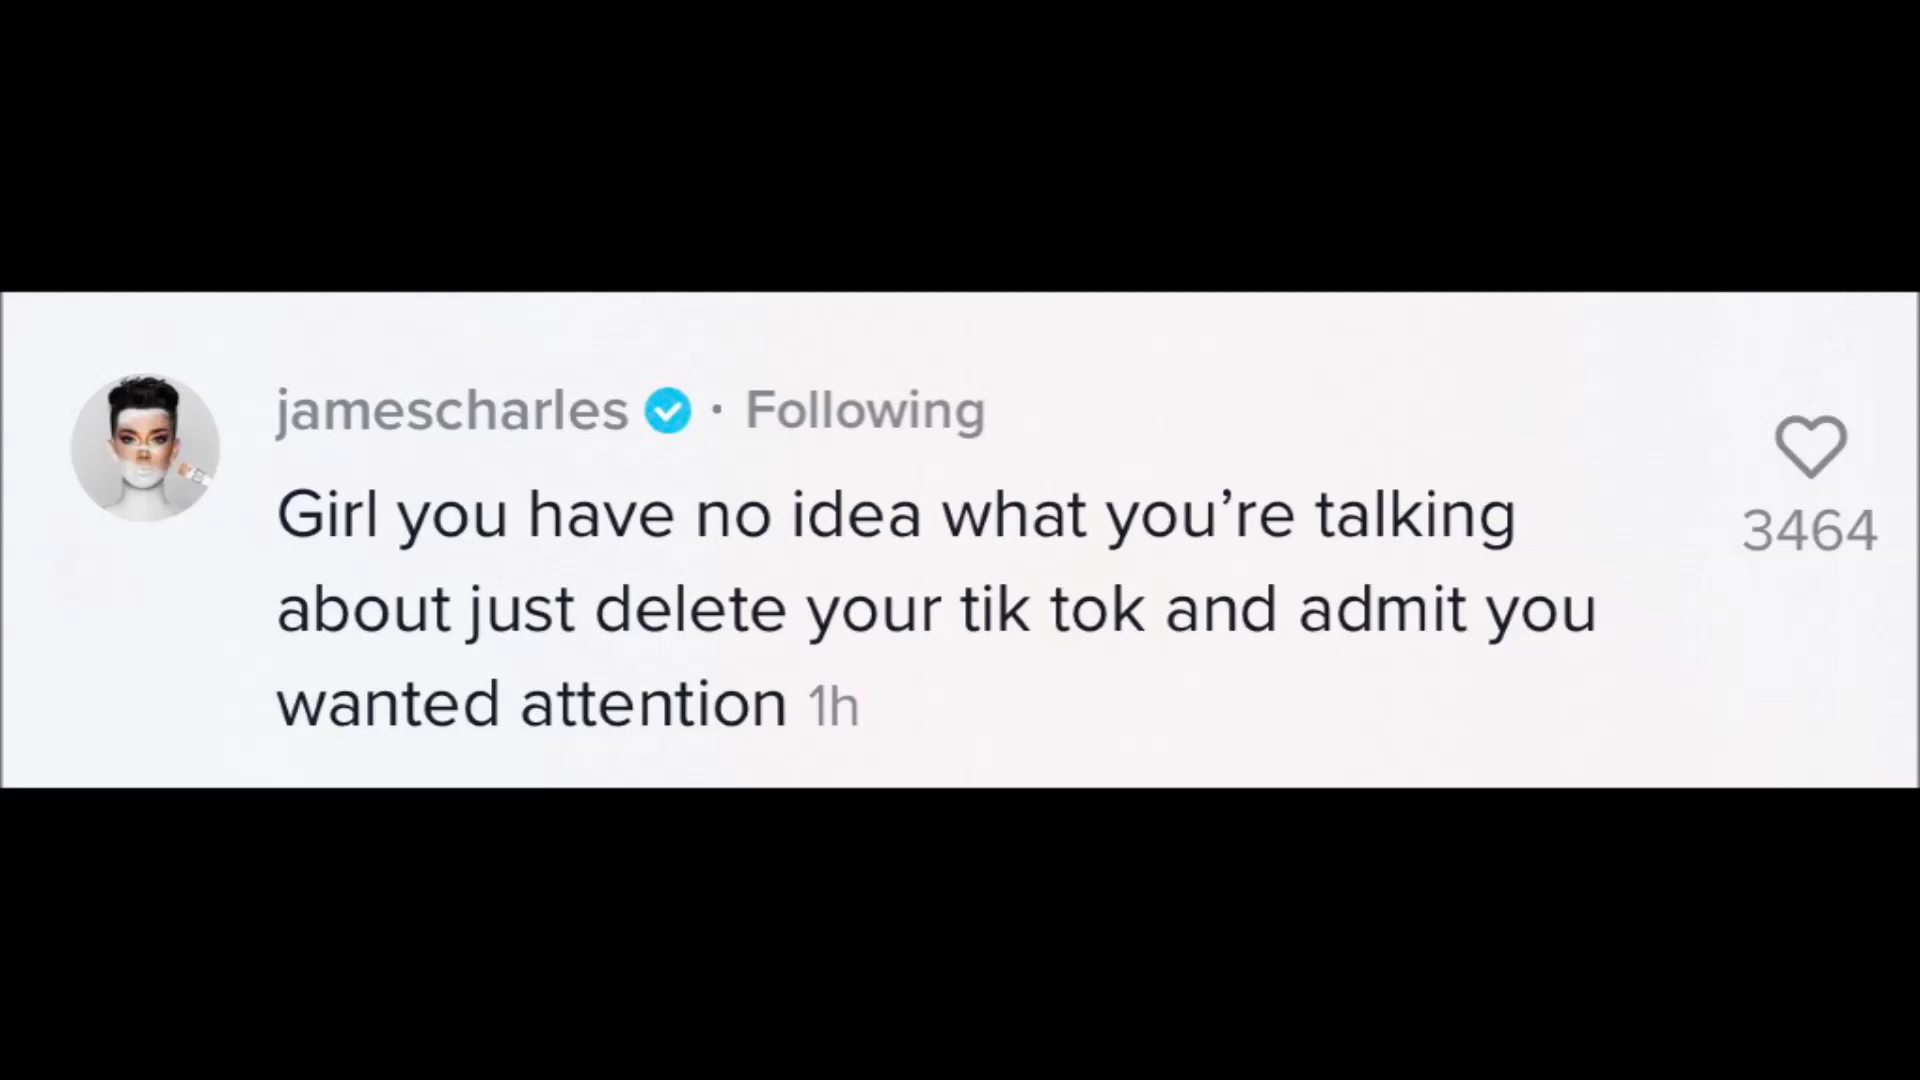 jamescharles · Following
Girl you have no idea what you’re talking
about just delete your tik tok and admit you
wanted attention 1h
3464